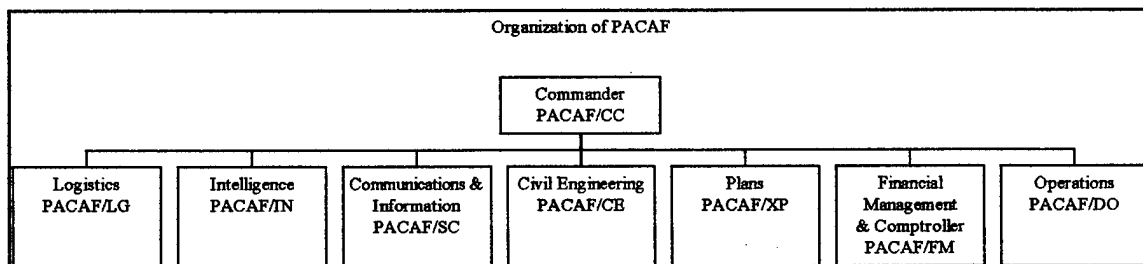 Organization of PACAF
Commander
PACAF/CC
Logistics
PACAF/LG
Intelligence
PACAF/IN
Communications &
Information
PACAF/SC
Civil Engineering
PACAF/CE
Plans
PACAF/XP
Financial
Management
& Comptroller
PACAF/FM
Operations
PACAF/DO